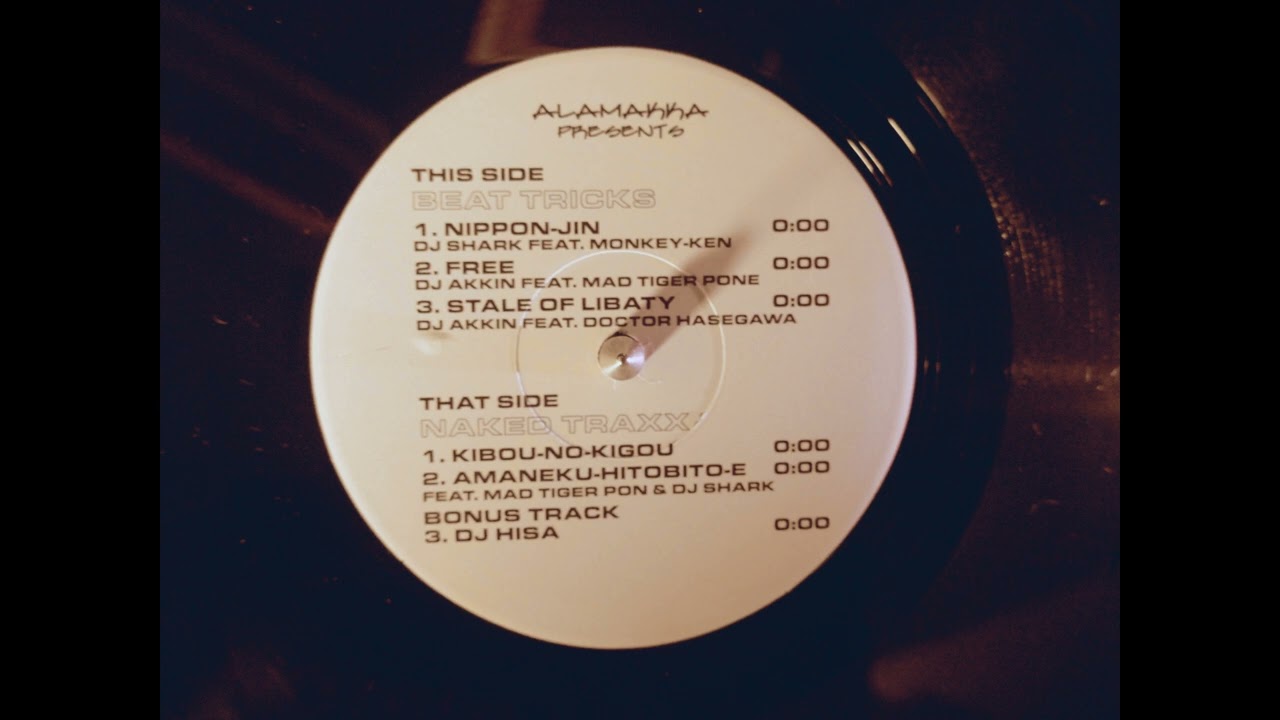 ALAMAKKA
PRESENTS
THIS SIDE
BEAT TRICKS
1. NIPPON-JIN 0:00
DJ SHARK FEAT. MONKEY-KEN
2. FREE 0:00
DJ AKKIN FEAT. MAD TIGER PONE
3. STALE OF LIBATY 0:00
DJ AKKIN FEAT. DOCTOR HASEGAWA
THAT SIDE
NAKED TRAXX
1. KIBOU-NO-KIGOU 0:00
2. AMANEKU-HITOBITO-E 0:00
FEAT. MAD TIGER PON & DJ SHARK
BONUS TRACK
3. DJ HISA 0:00